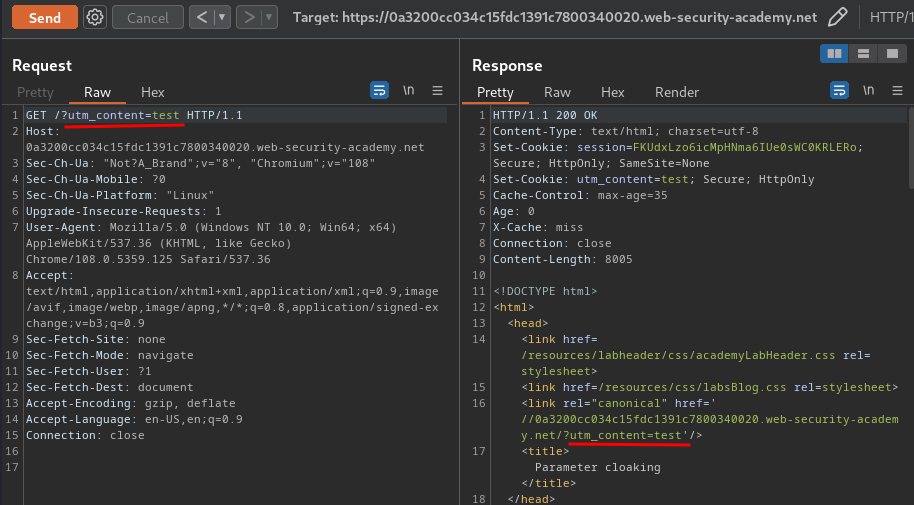 Send Cancel < > Target: https://0a3200cc034c15fdc1391c7800340020.web-security-academy.net HTTP/1
Request
Pretty Raw Hex \n
1 GET /?utm_content=test HTTP/1.1
2 Host:
0a3200cc034c15fdc1391c7800340020.web-security-academy.net
3 Sec-Ch-Ua: "Not?A_Brand";v="8", "Chromium";v="108"
4 Sec-Ch-Ua-Mobile: ?0
5 Sec-Ch-Ua-Platform: "Linux"
6 Upgrade-Insecure-Requests: 1
7 User-Agent: Mozilla/5.0 (Windows NT 10.0; Win64; x64)
AppleWebKit/537.36 (KHTML, like Gecko)
Chrome/108.0.5359.125 Safari/537.36
8 Accept:
text/html,application/xhtml+xml,application/xml;q=0.9,image
/avif,image/webp,image/apng,*/*;q=0.8,application/signed-ex
change;v=b3;q=0.9
9 Sec-Fetch-Site: none
10 Sec-Fetch-Mode: navigate
11 Sec-Fetch-User: ?1
12 Sec-Fetch-Dest: document
13 Accept-Encoding: gzip, deflate
14 Accept-Language: en-US,en;q=0.9
15 Connection: close
16
17
Response
Pretty Raw Hex Render \n
1 HTTP/1.1 200 OK
2 Content-Type: text/html; charset=utf-8
3 Set-Cookie: session=FKUdxLzo6icMpHNma6IUe0sWC0KRLERo;
Secure; HttpOnly; SameSite=None
4 Set-Cookie: utm_content=test; Secure; HttpOnly
5 Cache-Control: max-age=35
6 Age: 0
7 X-Cache: miss
8 Connection: close
9 Content-Length: 8005
10
11 <!DOCTYPE html>
12 <html>
13 <head>
14 <link href=
/resources/labheader/css/academyLabHeader.css rel=
stylesheet>
15 <link href=/resources/css/labsBlog.css rel=stylesheet>
16 <link rel="canonical" href='
//0a3200cc034c15fdc1391c7800340020.web-security-academ
y.net/?utm_content=test'/>
17 <title>
Parameter cloaking
</title>
18 </head>